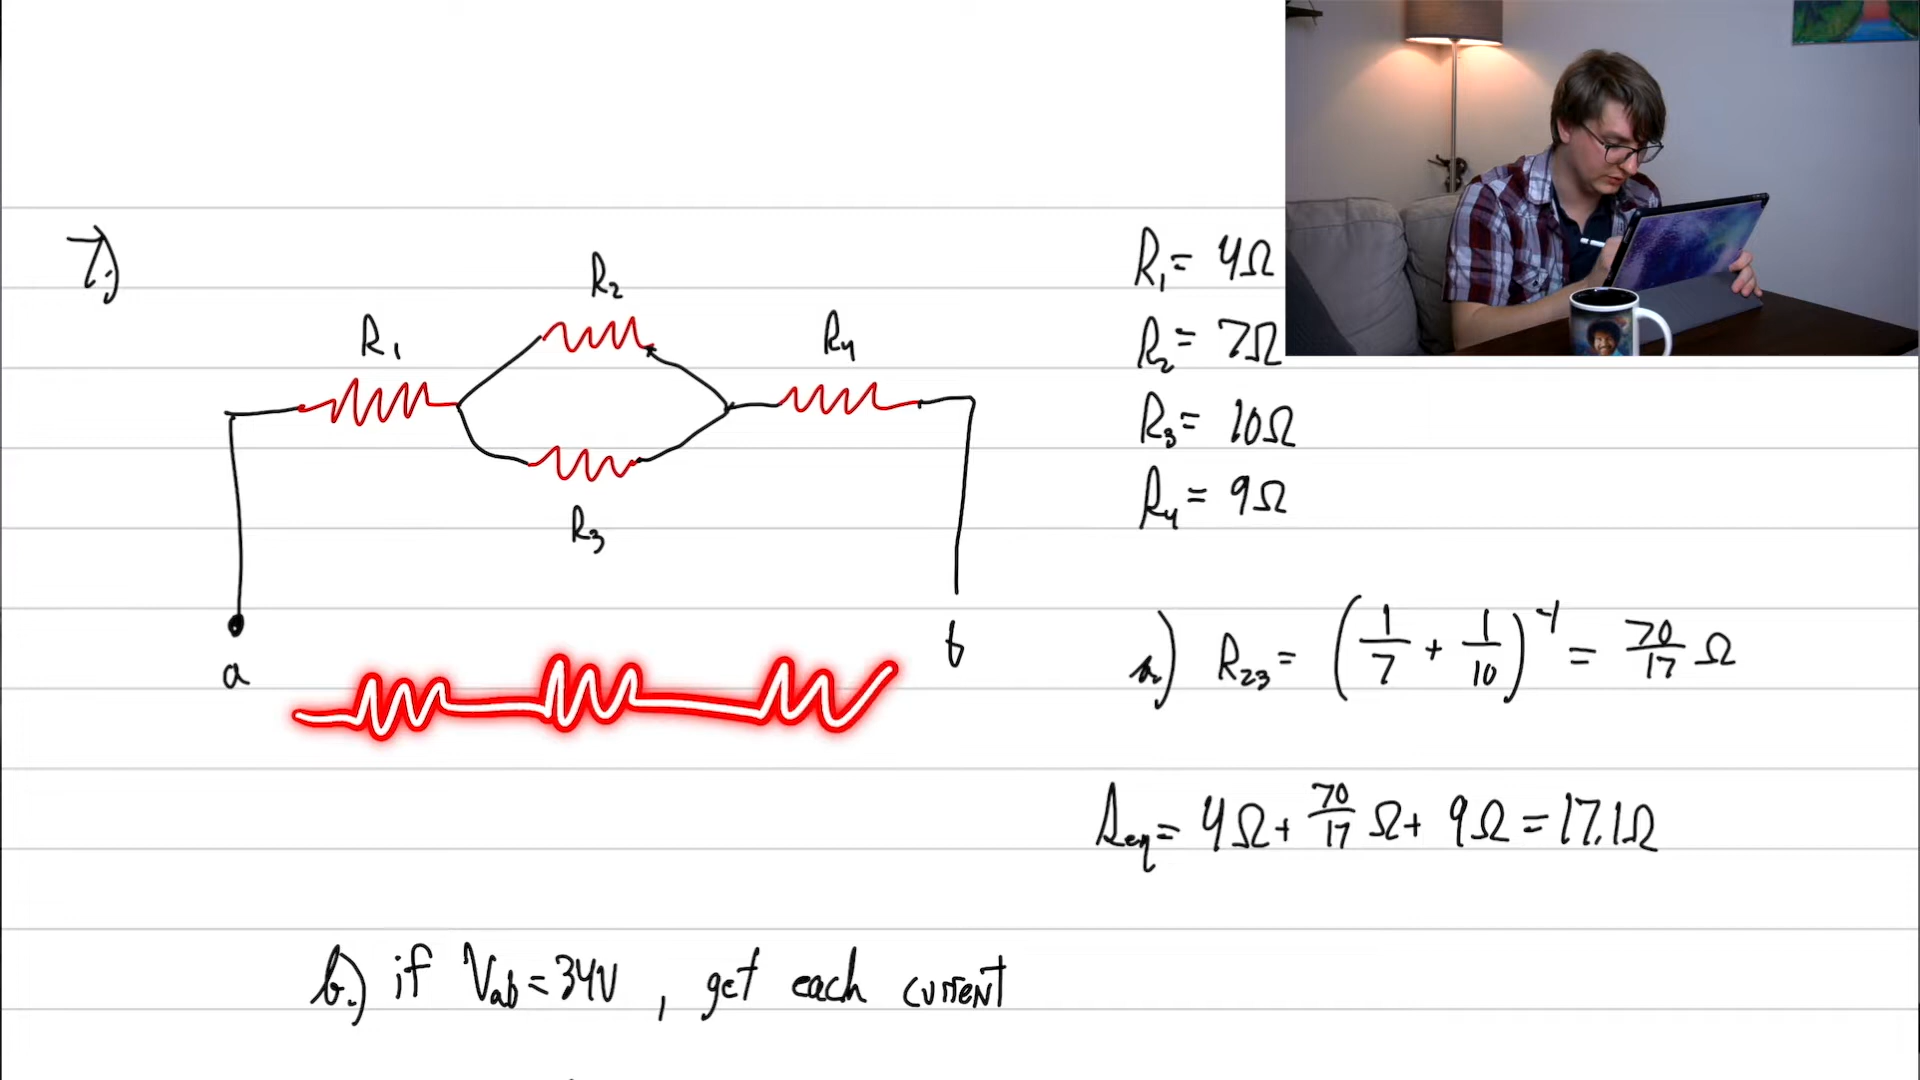 7.)
R₂
R₁
R₄
R₃
a
b
R₁ = 4Ω
R₂ = 7Ω
R₃ = 10Ω
R₄ = 9Ω
a) R₂₃ = (1/7 + 1/10)⁻¹ = 70/17 Ω
Req = 4Ω + 70/17 Ω + 9Ω = 17.1Ω
b.) if Vab = 34V, get each current